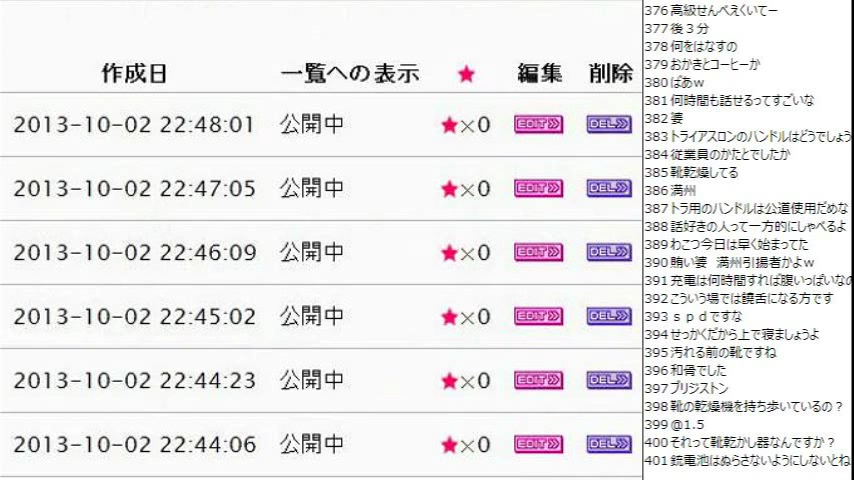 作成日 一覧への表示 ★ 編集 削除
2013-10-02 22:48:01 公開中 ★×0 EDIT DEL
2013-10-02 22:47:05 公開中 ★×0 EDIT DEL
2013-10-02 22:46:09 公開中 ★×0 EDIT DEL
2013-10-02 22:45:02 公開中 ★×0 EDIT DEL
2013-10-02 22:44:23 公開中 ★×0 EDIT DEL
2013-10-02 22:44:06 公開中 ★×0 EDIT DEL
376 高級せんべえくいてー
377 後3分
378 何をはなすの
379 おかきとコーヒーか
380 ばあw
381 何時間も話せるってすごいな
382 婆
383 トライアスロンのハンドルはどうでしょう
384 従業員のかたとでしたか
385 靴乾燥してる
386 満州
387 トラ用のハンドルは公道使用だめな
388 話好きの人って一方的にしゃべるよ
389 わこつ今日は早く始まってた
390 賄い婆 満州引揚者かよw
391 充電は何時間すれば腹いっぱいなの
392 こういう場では饒舌になる方です
393 spdですな
394 せっかくだから上で寝ましょうよ
395 汚れる前の靴ですね
396 和骨でした
397 ブリジストン
398 靴の乾燥機を持ち歩いているの？
399 @1.5
400 それって靴乾かし器なんですか？
401 銃電池はぬらさないようにしないとね